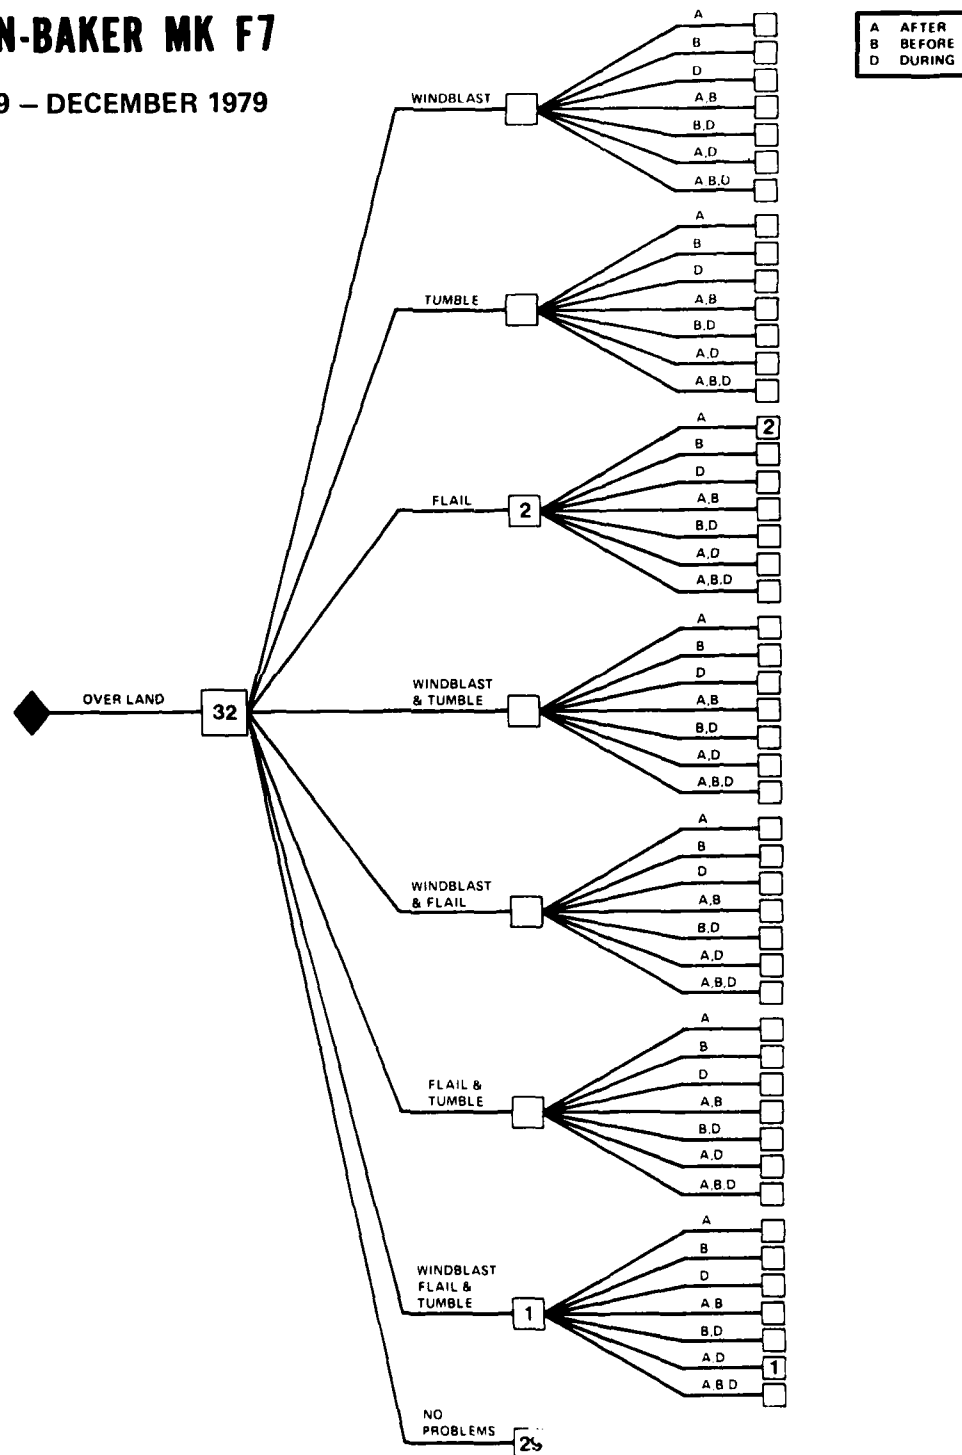 N-BAKER MK F7
9 – DECEMBER 1979
A AFTER
B BEFORE
D DURING
WINDBLAST
A
B
D
A,B
B,D
A,D
A B,D
TUMBLE
A
B
D
A,B
B,D
A,D
A,B,D
FLAIL
2
A
2
B
D
A,B
B,D
A,D
A,B,D
OVER LAND
32
WINDBLAST
& TUMBLE
A
B
D
A,B
B,D
A,D
A,B,D
WINDBLAST
& FLAIL
A
B
D
A,B
B,D
A,D
A,B,D
FLAIL &
TUMBLE
A
B
D
A,B
B,D
A,D
A,B,D
WINDBLAST
FLAIL &
TUMBLE
1
A
B
D
A,B
B,D
A,D
1
A,B D
NO
PROBLEMS
29